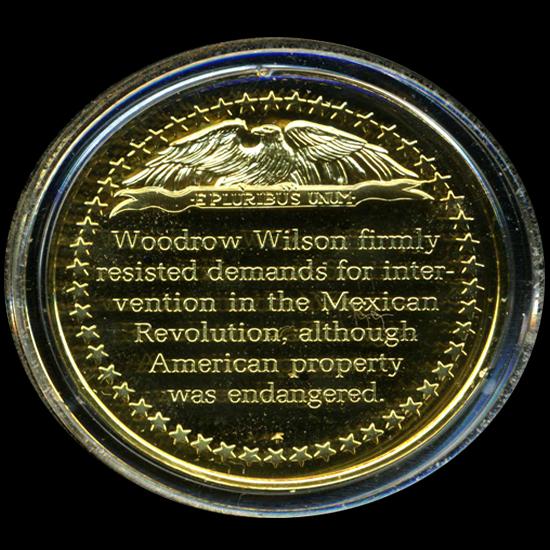 E PLURIBUS UNUM
Woodrow Wilson firmly
resisted demands for inter-
vention in the Mexican
Revolution, although
American property
was endangered.